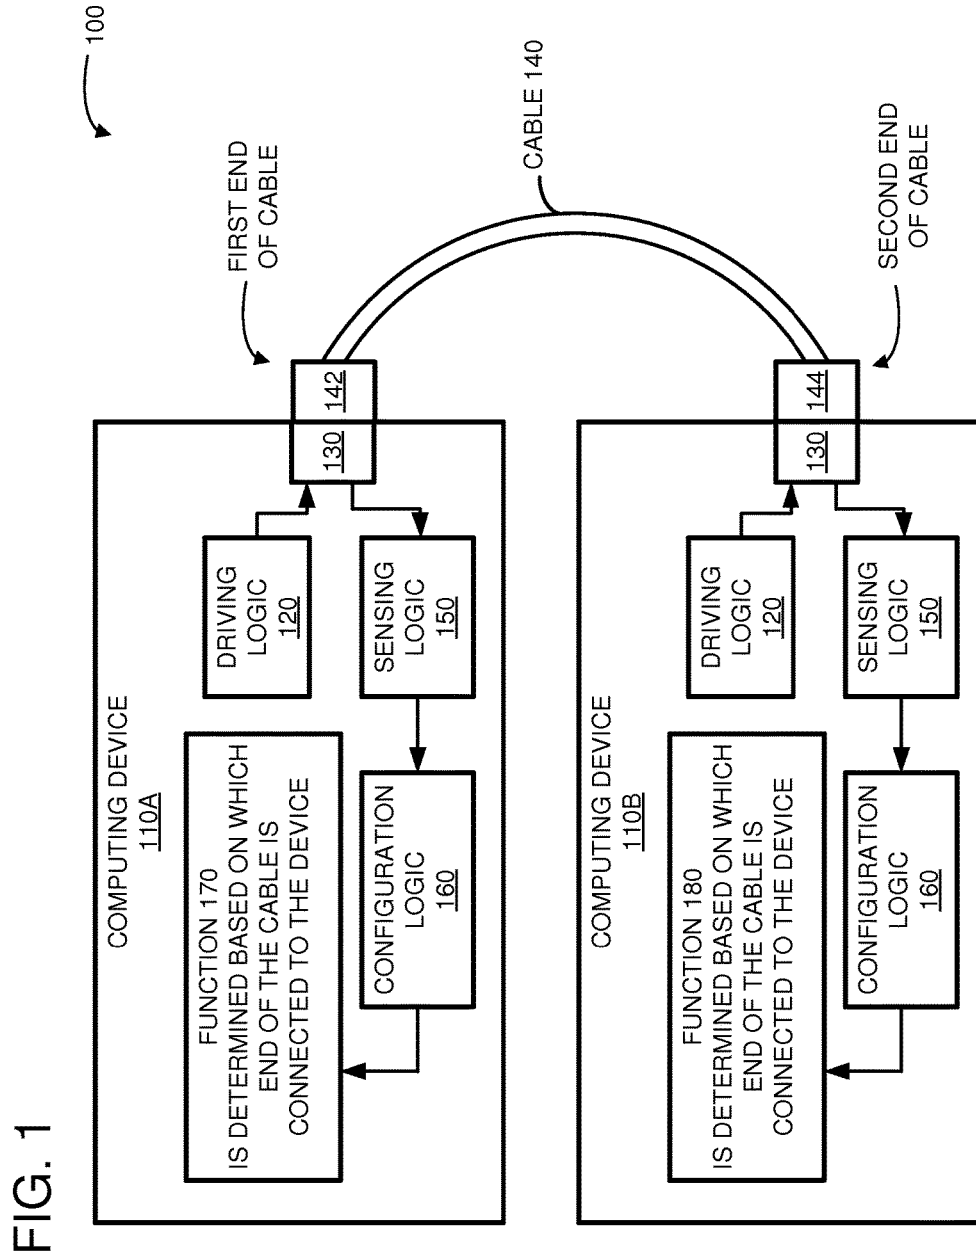 FIG. 1
100
COMPUTING DEVICE
110A
FUNCTION 170
IS DETERMINED BASED ON WHICH
END OF THE CABLE IS
CONNECTED TO THE DEVICE
DRIVING
LOGIC
120
CONFIGURATION
LOGIC
160
SENSING
LOGIC
150
130
142
FIRST END
OF CABLE
CABLE 140
COMPUTING DEVICE
110B
FUNCTION 180
IS DETERMINED BASED ON WHICH
END OF THE CABLE IS
CONNECTED TO THE DEVICE
DRIVING
LOGIC
120
CONFIGURATION
LOGIC
160
SENSING
LOGIC
150
130
144
SECOND END
OF CABLE